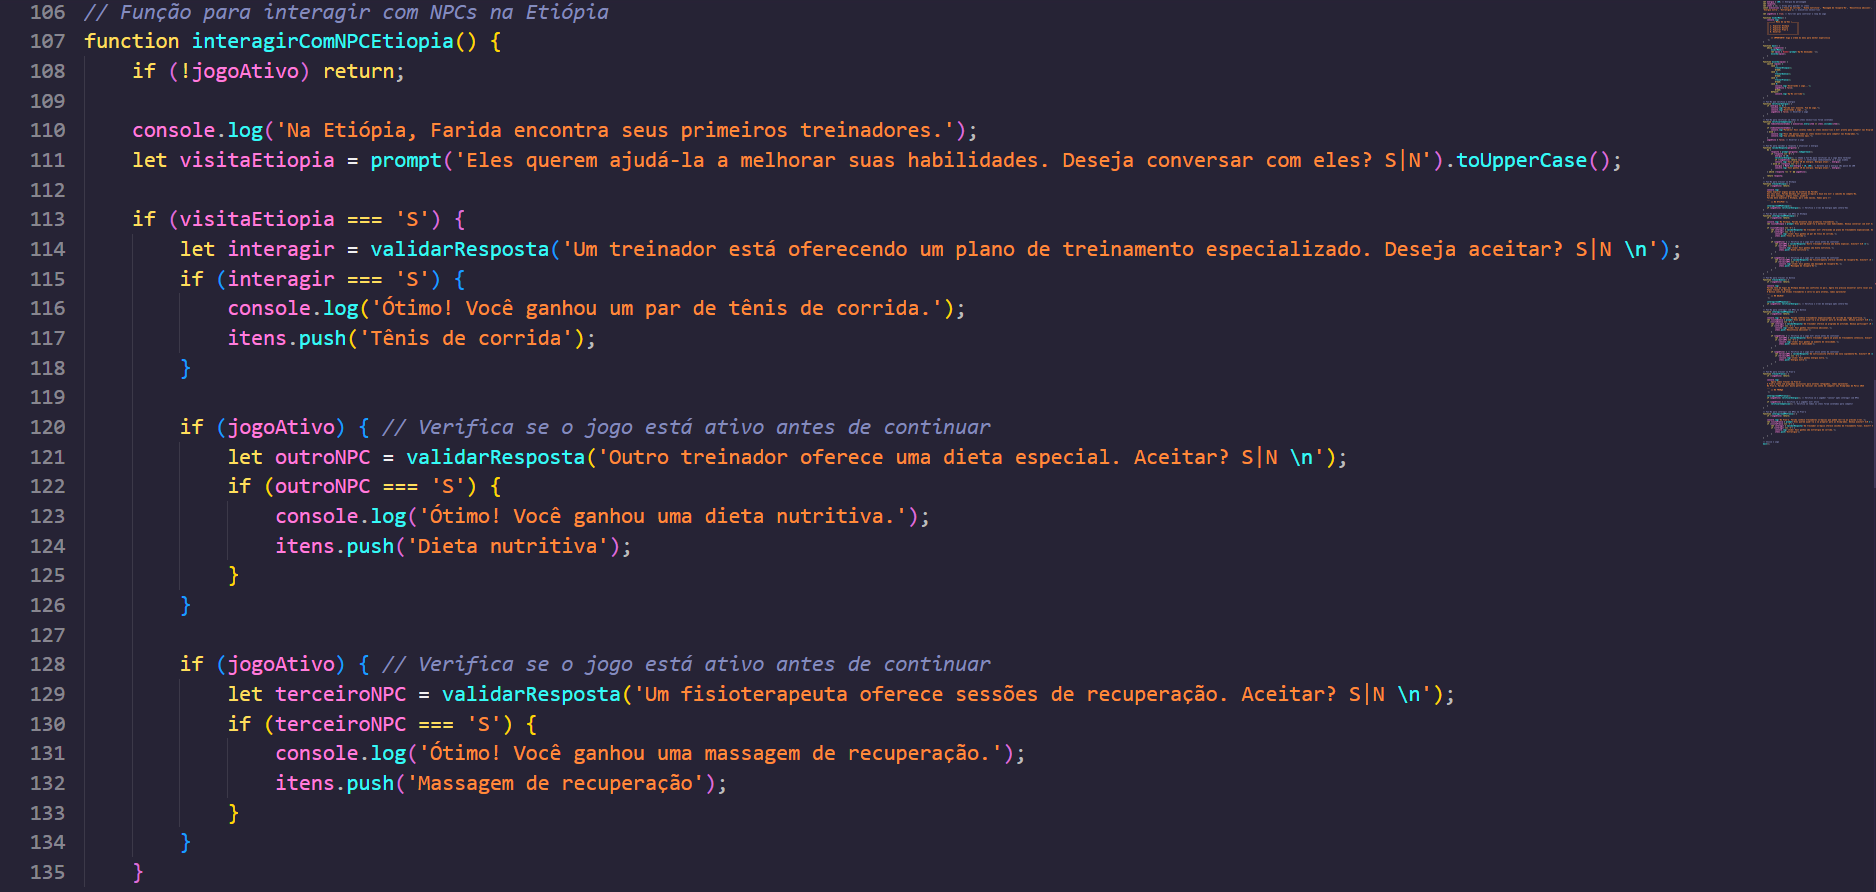 106 // Função para interagir com NPCs na Etiópia
107 function interagirComNPCEtiopia() {
108     if (!jogoAtivo) return;
109
110     console.log('Na Etiópia, Farida encontra seus primeiros treinadores.');
111     let visitaEtiopia = prompt('Eles querem ajudá-la a melhorar suas habilidades. Deseja conversar com eles? S|N').toUpperCase();
112
113     if (visitaEtiopia === 'S') {
114         let interagir = validarResposta('Um treinador está oferecendo um plano de treinamento especializado. Deseja aceitar? S|N \n');
115         if (interagir === 'S') {
116             console.log('Ótimo! Você ganhou um par de tênis de corrida.');
117             itens.push('Tênis de corrida');
118         }
119
120         if (jogoAtivo) { // Verifica se o jogo está ativo antes de continuar
121             let outroNPC = validarResposta('Outro treinador oferece uma dieta especial. Aceitar? S|N \n');
122             if (outroNPC === 'S') {
123                 console.log('Ótimo! Você ganhou uma dieta nutritiva.');
124                 itens.push('Dieta nutritiva');
125             }
126         }
127
128         if (jogoAtivo) { // Verifica se o jogo está ativo antes de continuar
129             let terceiroNPC = validarResposta('Um fisioterapeuta oferece sessões de recuperação. Aceitar? S|N \n');
130             if (terceiroNPC === 'S') {
131                 console.log('Ótimo! Você ganhou uma massagem de recuperação.');
132                 itens.push('Massagem de recuperação');
133             }
134         }
135     }